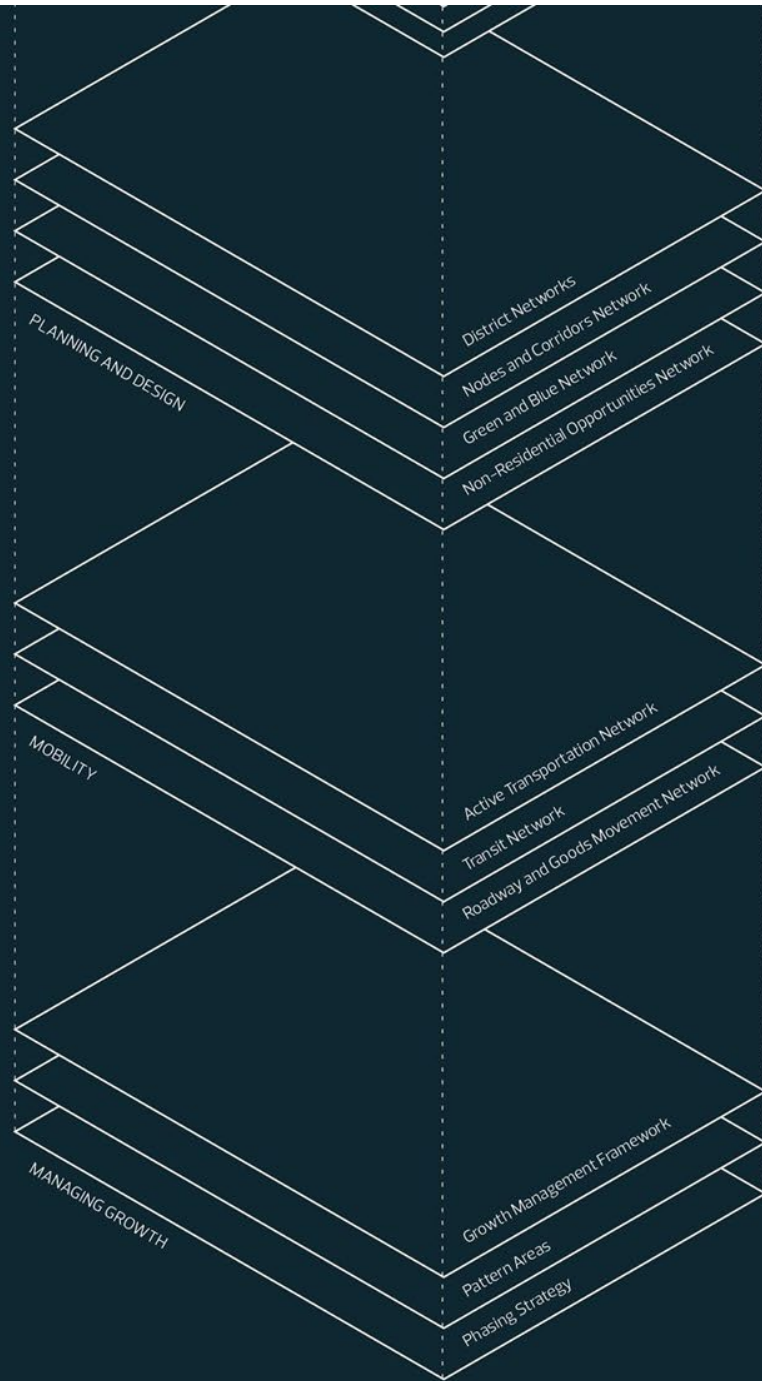 District Networks
Nodes and Corridors Network
Green and Blue Network
Non-Residential Opportunities Network
PLANNING AND DESIGN
Active Transportation Network
Transit Network
Roadway and Goods Movement Network
MOBILITY
Growth Management Framework
Pattern Areas
Phasing Strategy
MANAGING GROWTH